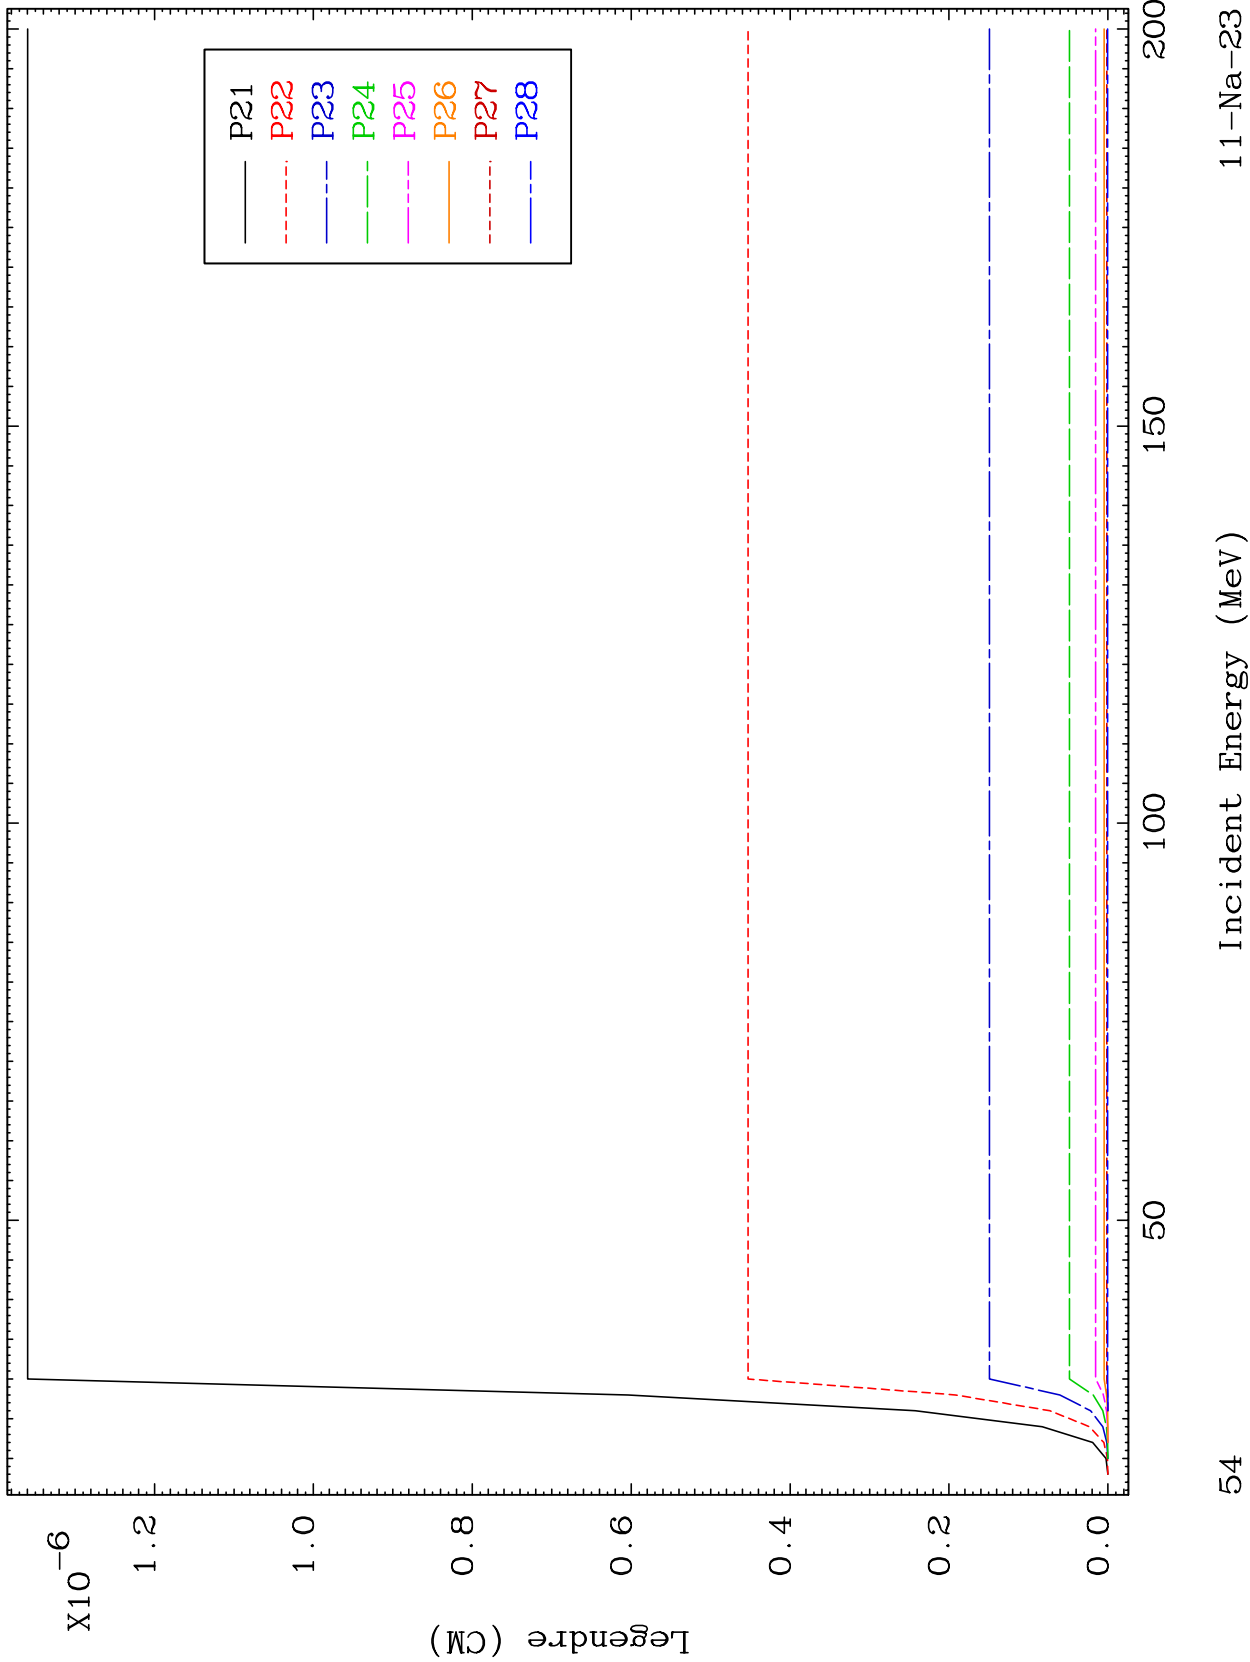 X10 -6
1.2
1.0
0.8
0.6
0.4
0.2
0.0
Legendre (CM)
P21
P22
P23
P24
P25
P26
P27
P28
50
100
150
200
Incident Energy (MeV)
54
11-Na-23